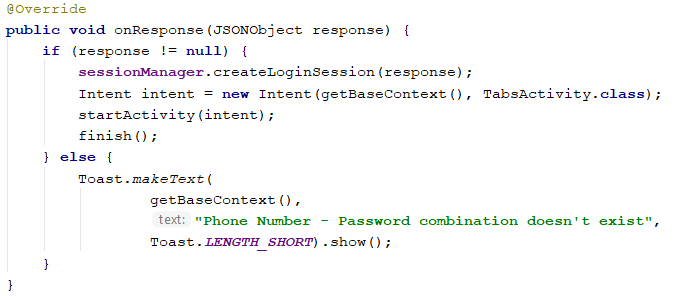 @Override
public void onResponse(JSONObject response) {
    if (response != null) {
        sessionManager.createLoginSession(response);
        Intent intent = new Intent(getBaseContext(), TabsActivity.class);
        startActivity(intent);
        finish();
    } else {
        Toast.makeText(
                getBaseContext(),
                text: "Phone Number - Password combination doesn't exist",
                Toast.LENGTH_SHORT).show();
    }
}